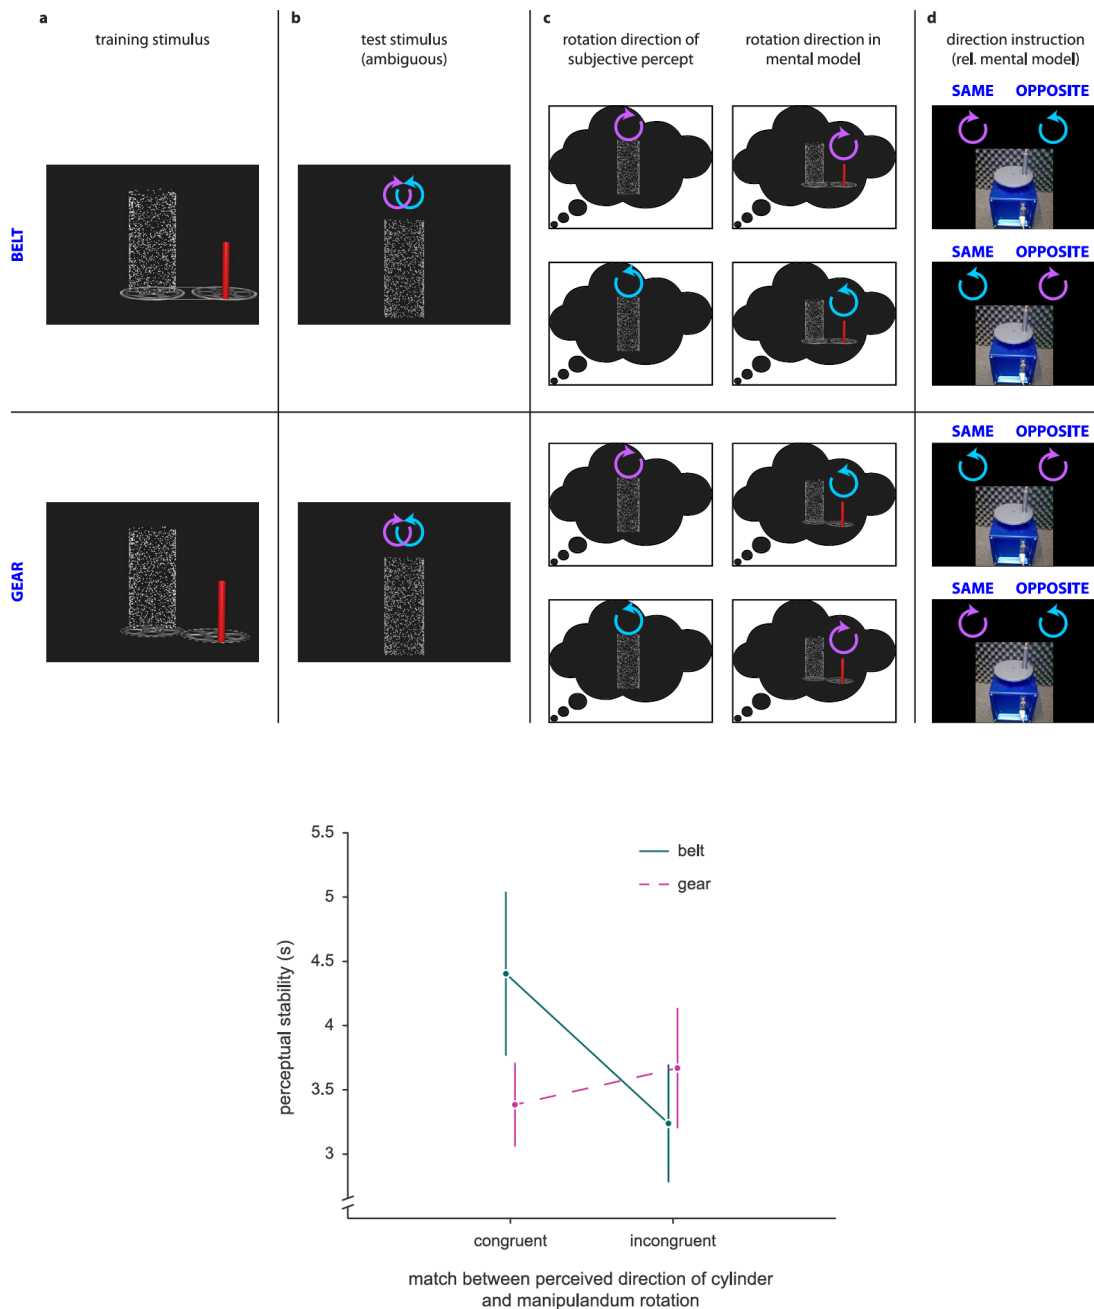 a
training stimulus
b
test stimulus
(ambiguous)
c
rotation direction of
subjective percept
rotation direction in
mental model
d
direction instruction
(rel. mental model)
SAME OPPOSITE
BELT
SAME OPPOSITE
SAME OPPOSITE
GEAR
SAME OPPOSITE
5.5
5
4.5
4
3.5
3
perceptual stability (s)
belt
gear
congruent
incongruent
match between perceived direction of cylinder
and manipulandum rotation